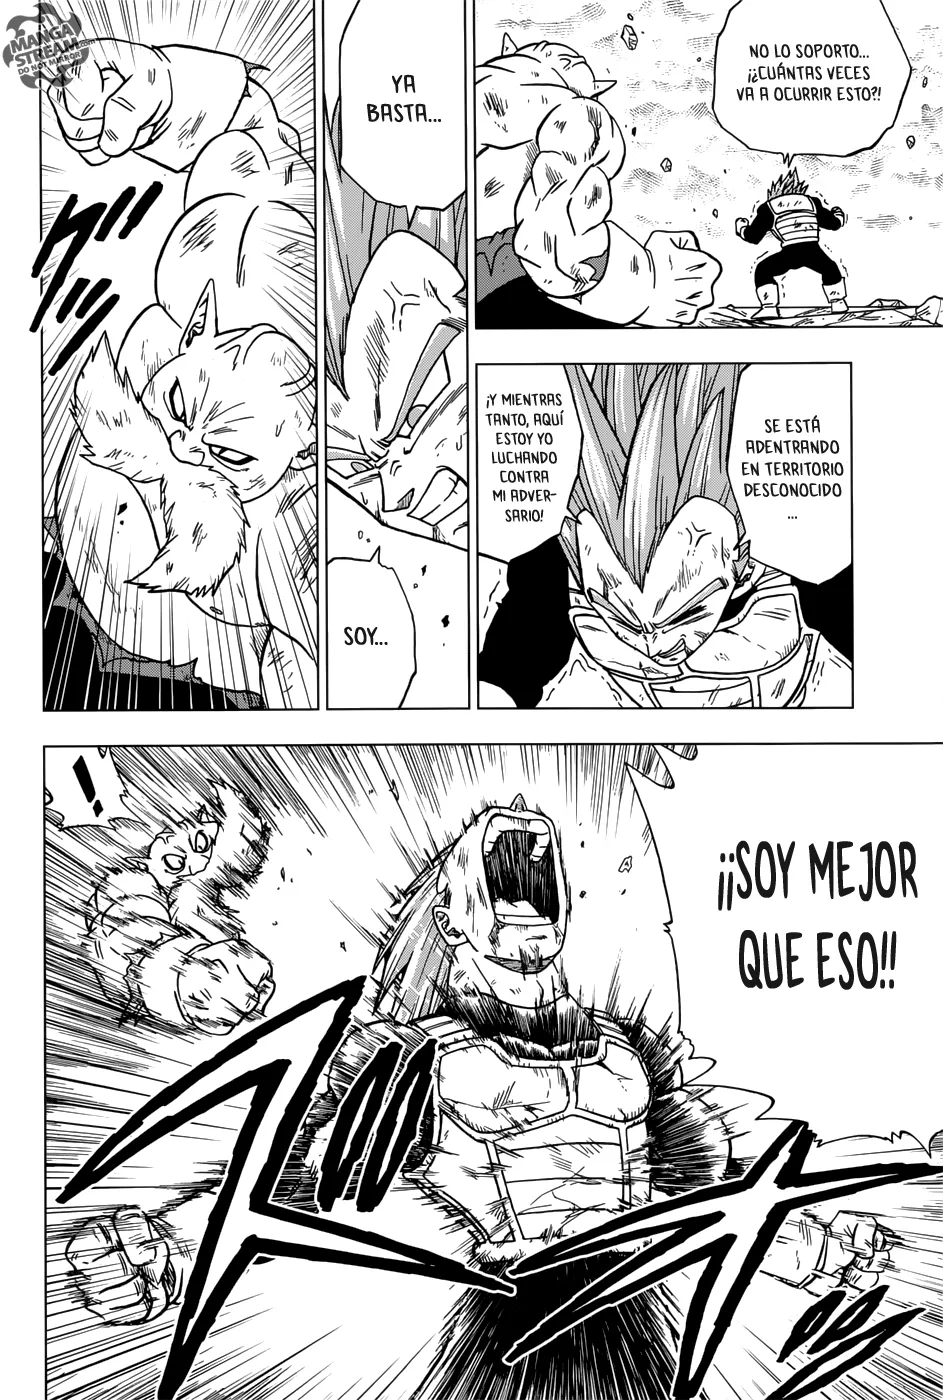 MANGA
STREAM.com
DO NOT MIRROR
NO LO SOPORTO...
¡¿CUÁNTAS VECES
VA A OCURRIR ESTO?!
SE ESTÁ
ADENTRANDO
EN TERRITORIO
DESCONOCIDO
...
¡Y MIENTRAS
TANTO, AQUÍ
ESTOY YO
LUCHANDO
CONTRA
MI ADVER-
SARIO!
YA
BASTA...
SOY...
!
¡¡SOY MEJOR
QUE ESO!!